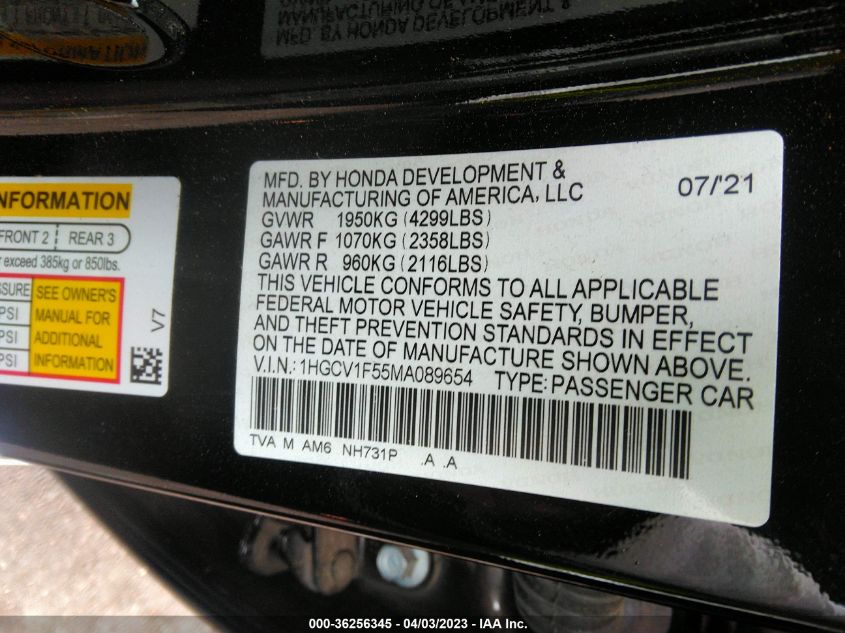 MFD. BY HONDA DEVELOPMENT &
MANUFACTURING OF AMERICA, LLC 07/'21
GVWR 1950KG (4299LBS)
GAWR F 1070KG (2358LBS)
GAWR R 960KG (2116LBS)
THIS VEHICLE CONFORMS TO ALL APPLICABLE
FEDERAL MOTOR VEHICLE SAFETY, BUMPER,
AND THEFT PREVENTION STANDARDS IN EFFECT
ON THE DATE OF MANUFACTURE SHOWN ABOVE.
V.I.N.: 1HGCV1F55MA089654 TYPE: PASSENGER CAR
TVA M AM6 NH731P .A .A
INFORMATION
FRONT 2 REAR 3
exceed 385kg or 850lbs.
SEE OWNER'S
PSI MANUAL FOR
PSI ADDITIONAL
PSI INFORMATION
V7
000-36256345 - 04/03/2023 - IAA Inc.